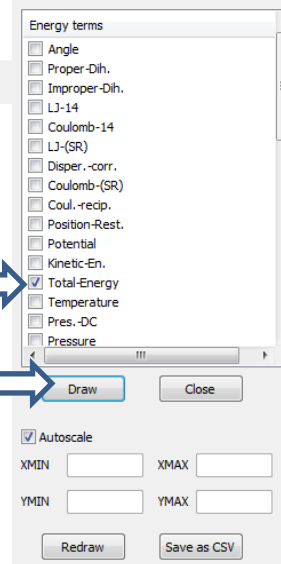 Energy terms
Angle
Proper-Dih.
Improper-Dih.
LJ-14
Coulomb-14
LJ-(SR)
Disper.-corr.
Coulomb-(SR)
Coul.-recip.
Position-Rest.
Potential
Kinetic-En.
Total-Energy
Temperature
Pres.-DC
Pressure
Draw Close
Autoscale
XMIN XMAX
YMIN YMAX
Redraw Save as CSV